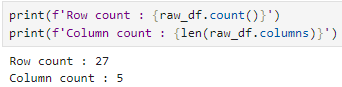 print(f'Row count : {raw_df.count()}')
print(f'Column count : {len(raw_df.columns)}')
Row count : 27
Column count : 5